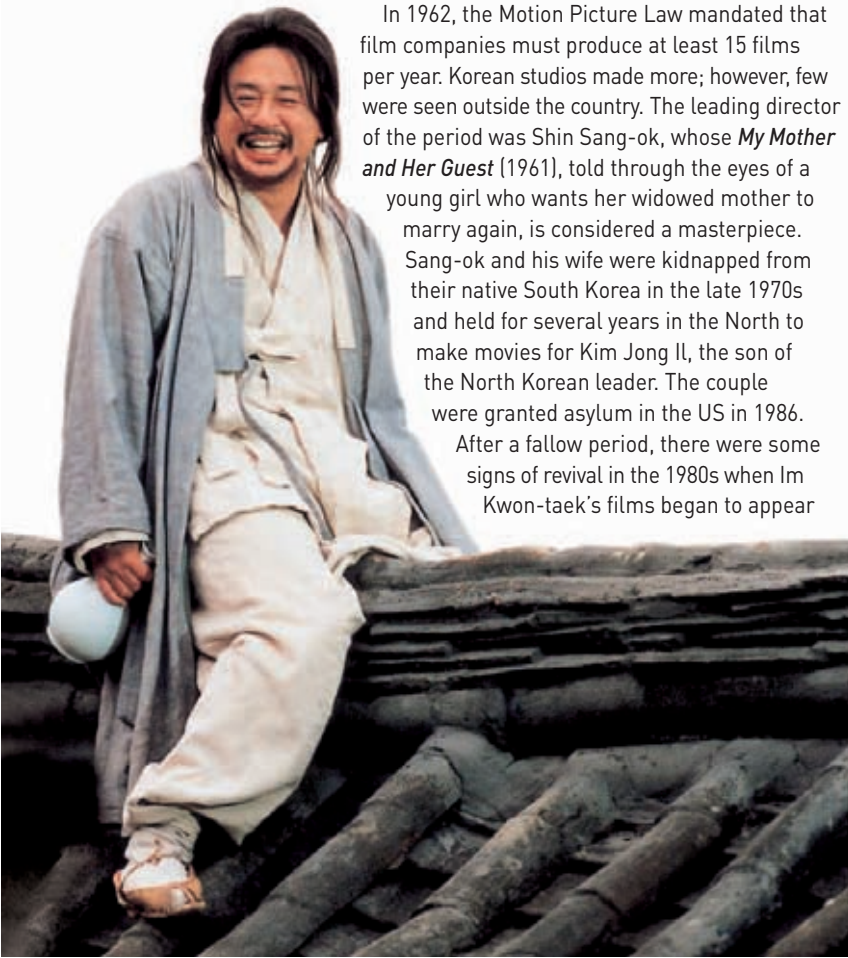 In 1962, the Motion Picture Law mandated that
film companies must produce at least 15 films
per year. Korean studios made more; however, few
were seen outside the country. The leading director
of the period was Shin Sang-ok, whose My Mother
and Her Guest (1961), told through the eyes of a
young girl who wants her widowed mother to
marry again, is considered a masterpiece.
Sang-ok and his wife were kidnapped from
their native South Korea in the late 1970s
and held for several years in the North to
make movies for Kim Jong Il, the son of
the North Korean leader. The couple
were granted asylum in the US in 1986.
After a fallow period, there were some
signs of revival in the 1980s when Im
Kwon-taek’s films began to appear